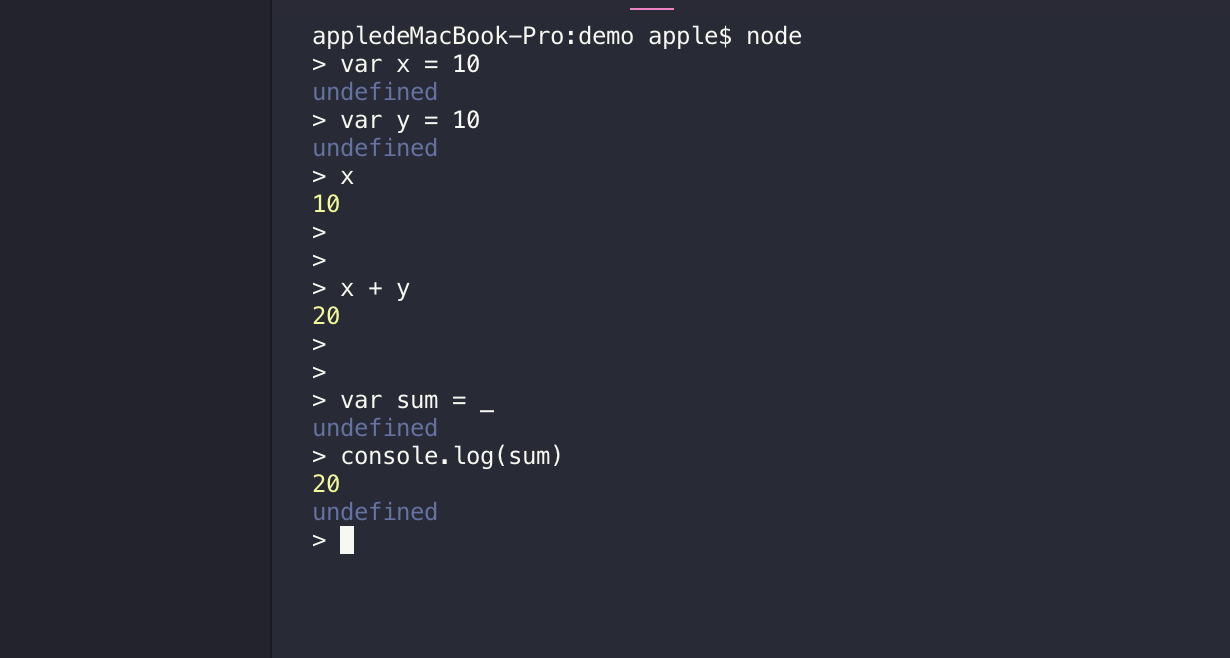 appledeMacBook-Pro:demo apple$ node
> var x = 10
undefined
> var y = 10
undefined
> x
10
>
>
> x + y
20
>
>
> var sum = _
undefined
> console.log(sum)
20
undefined
>